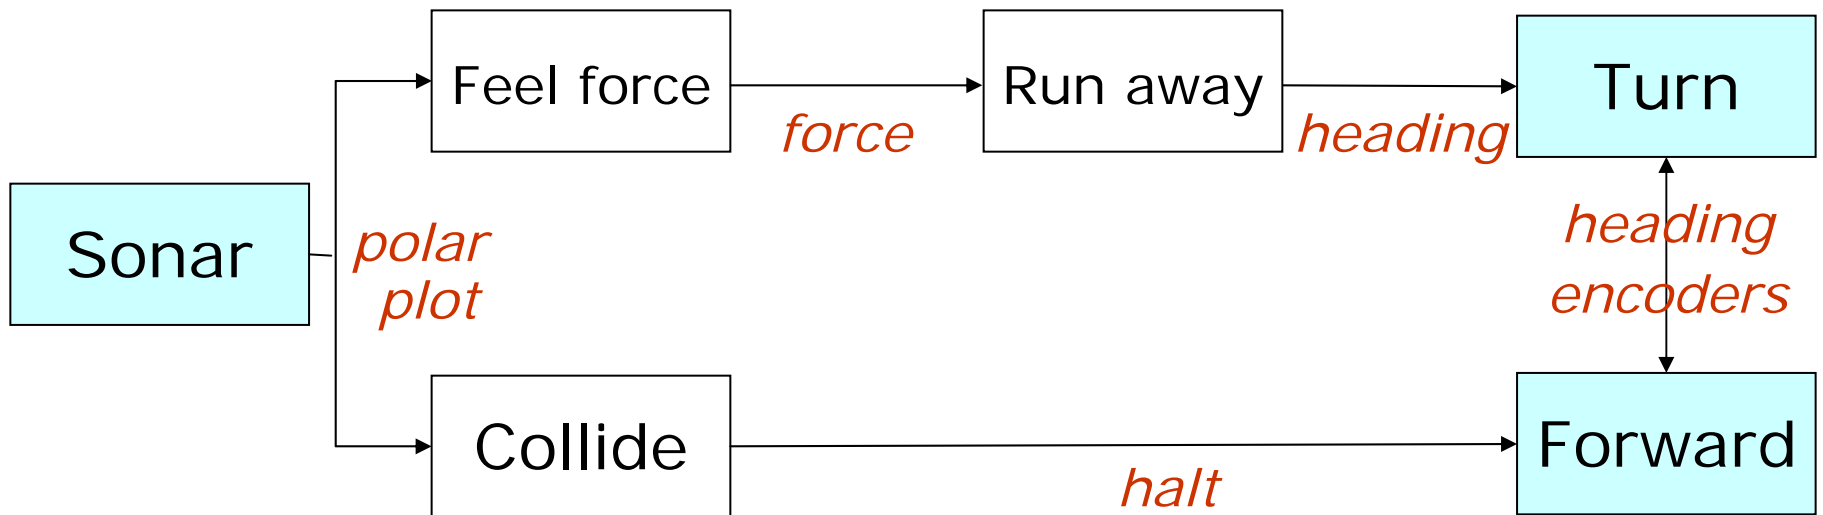 Feel force
Run away
Turn
force
heading
Sonar
polar
plot
heading
encoders
Collide
Forward
halt